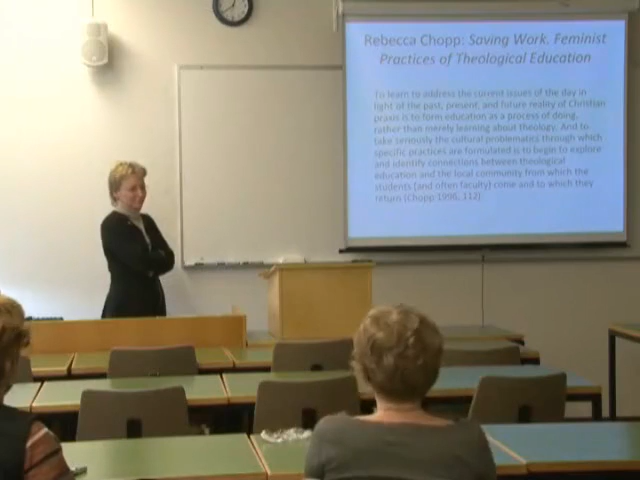 Rebecca Chopp: Saving Work, Feminist
Practices of Theological Education
To learn to address the current issues of the day in
light of the past, present, and future reality of Christian
praxis is to form education as a process of doing,
rather than merely learning about theology. And to
take seriously the cultural problematics through which
specific practices are formulated is to begin to explore
and identify connections between theological
education and the local community from which the
students (and often faculty) come and to which they
return (Chopp 1996, 112).